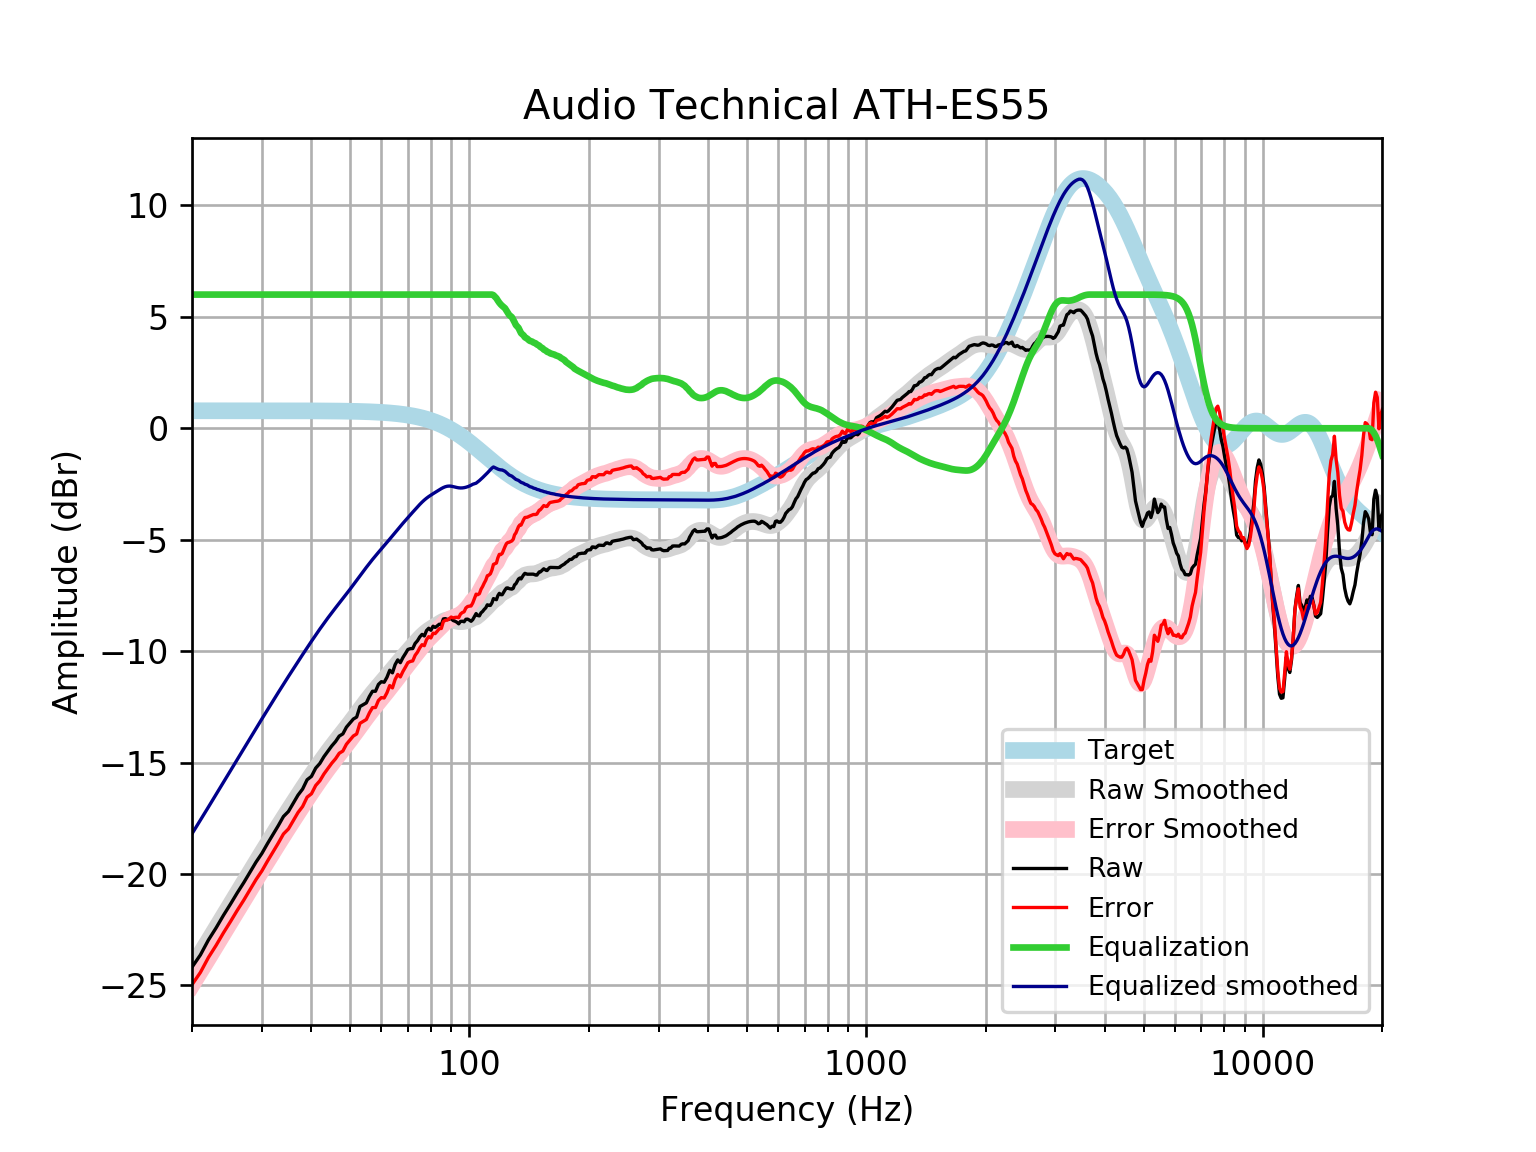 Audio Technical ATH-ES55
Amplitude (dBr)
10
5
0
−5
−10
−15
−20
−25
100
1000
10000
Frequency (Hz)
Target
Raw Smoothed
Error Smoothed
Raw
Error
Equalization
Equalized smoothed